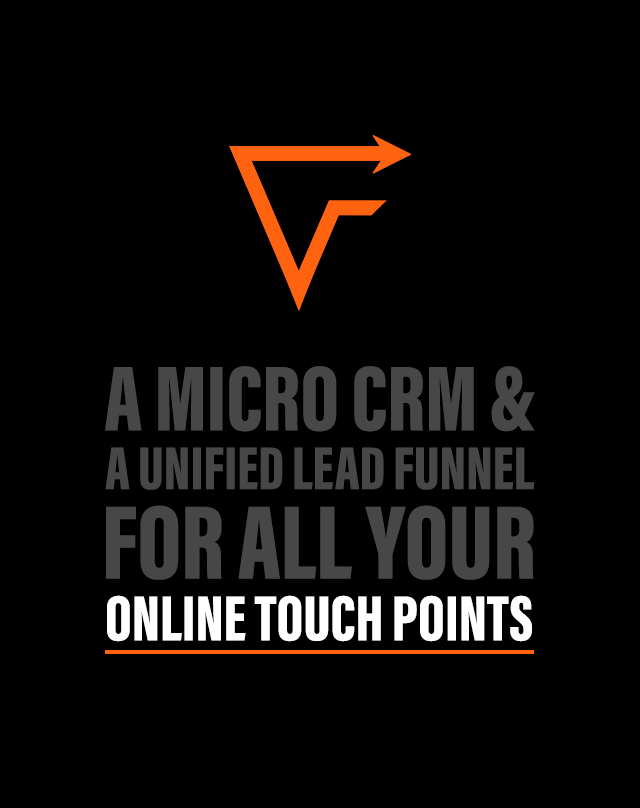 A MICRO CRM &
A UNIFIED LEAD FUNNEL
FOR ALL YOUR
ONLINE TOUCH POINTS